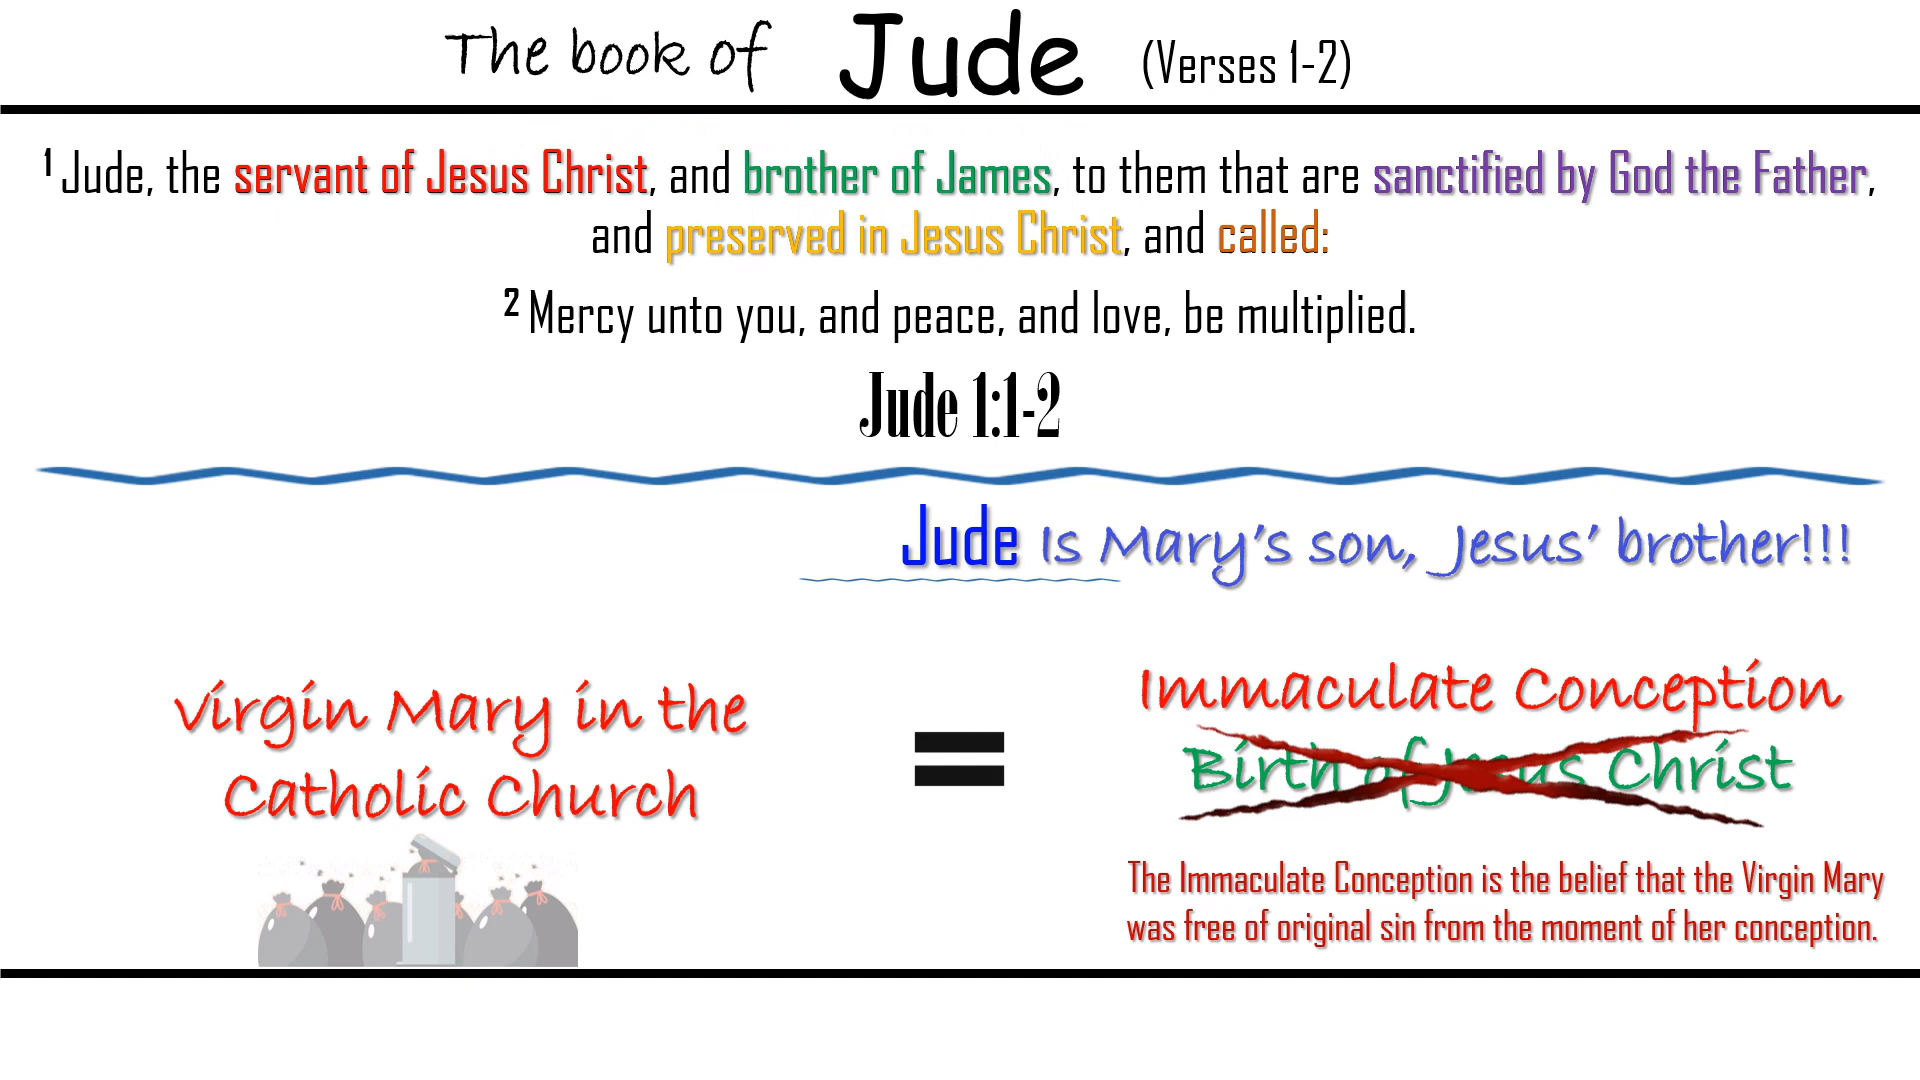 The book of Jude (Verses 1-2)
1 Jude, the servant of Jesus Christ, and brother of James, to them that are sanctified by God the Father,
and preserved in Jesus Christ, and called:
2 Mercy unto you, and peace, and love, be multiplied.
Jude 1:1-2
Jude Is Mary's son, Jesus' brother!!!
Virgin Mary in the
Catholic Church
=
Immaculate Conception
Birth of Jesus Christ
The Immaculate Conception is the belief that the Virgin Mary
was free of original sin from the moment of her conception.